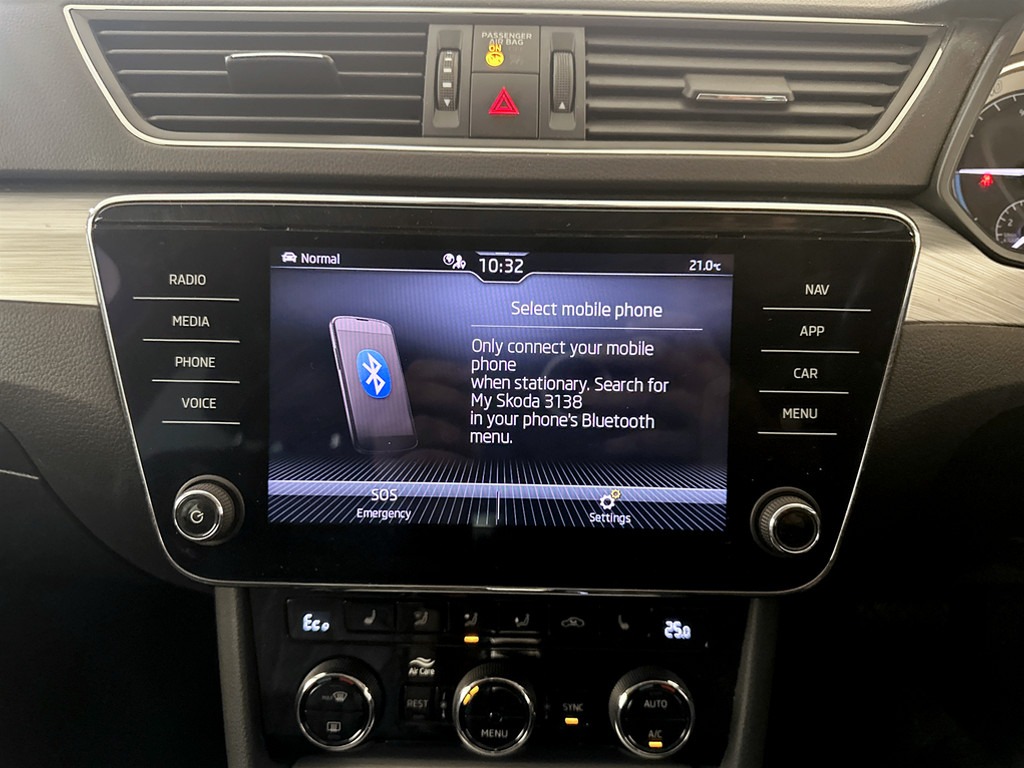 PASSENGER
AIR BAG
ON
Normal
10:32
21.0°C
RADIO
MEDIA
PHONE
VOICE
Select mobile phone
Only connect your mobile
phone
when stationary. Search for
My Skoda 3138
in your phone's Bluetooth
menu.
SOS
Emergency
Settings
NAV
APP
CAR
MENU
Eco
25.0
Air Care
REST
MENU
SYNC
AUTO
A/C